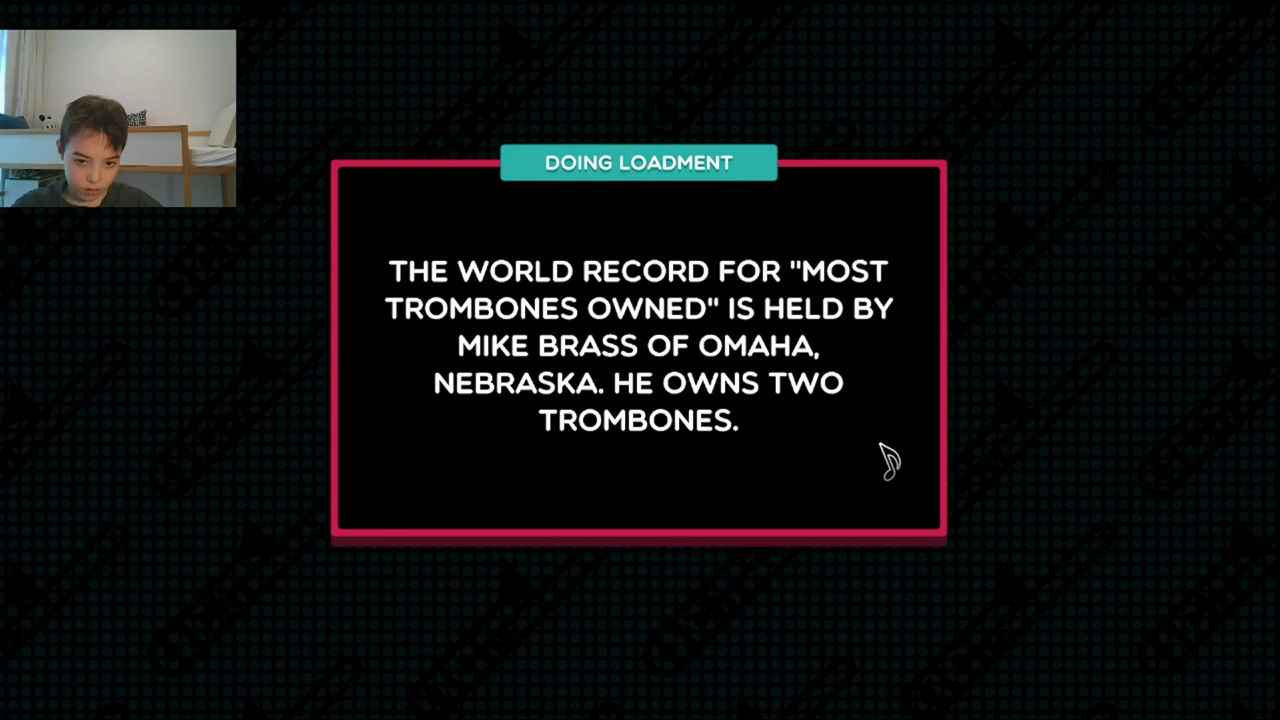 DOING LOADMENT
THE WORLD RECORD FOR "MOST
TROMBONES OWNED" IS HELD BY
MIKE BRASS OF OMAHA,
NEBRASKA. HE OWNS TWO
TROMBONES.